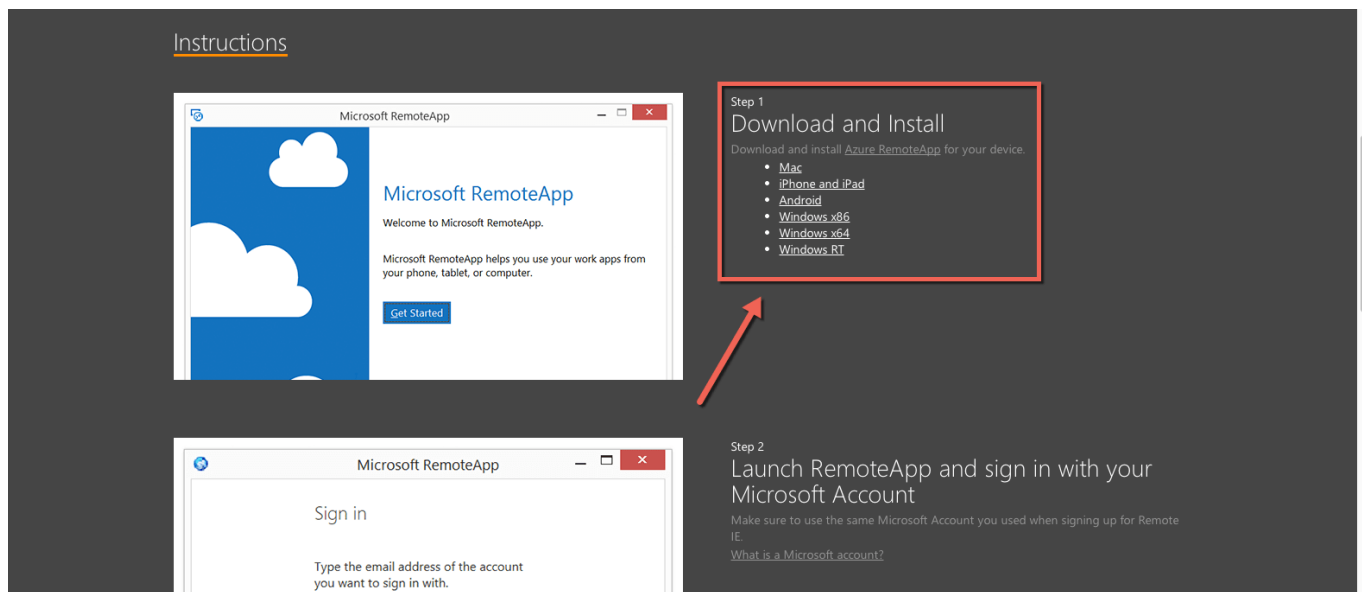 Instructions
Microsoft RemoteApp
Microsoft RemoteApp
Welcome to Microsoft RemoteApp.
Microsoft RemoteApp helps you use your work apps from
your phone, tablet, or computer.
Get Started
Step 1
Download and Install
Download and install Azure RemoteApp for your device.
• Mac
• iPhone and iPad
• Android
• Windows x86
• Windows x64
• Windows RT
Microsoft RemoteApp
Sign in
Type the email address of the account
you want to sign in with.
Step 2
Launch RemoteApp and sign in with your
Microsoft Account
Make sure to use the same Microsoft Account you used when signing up for Remote
IE.
What is a Microsoft account?